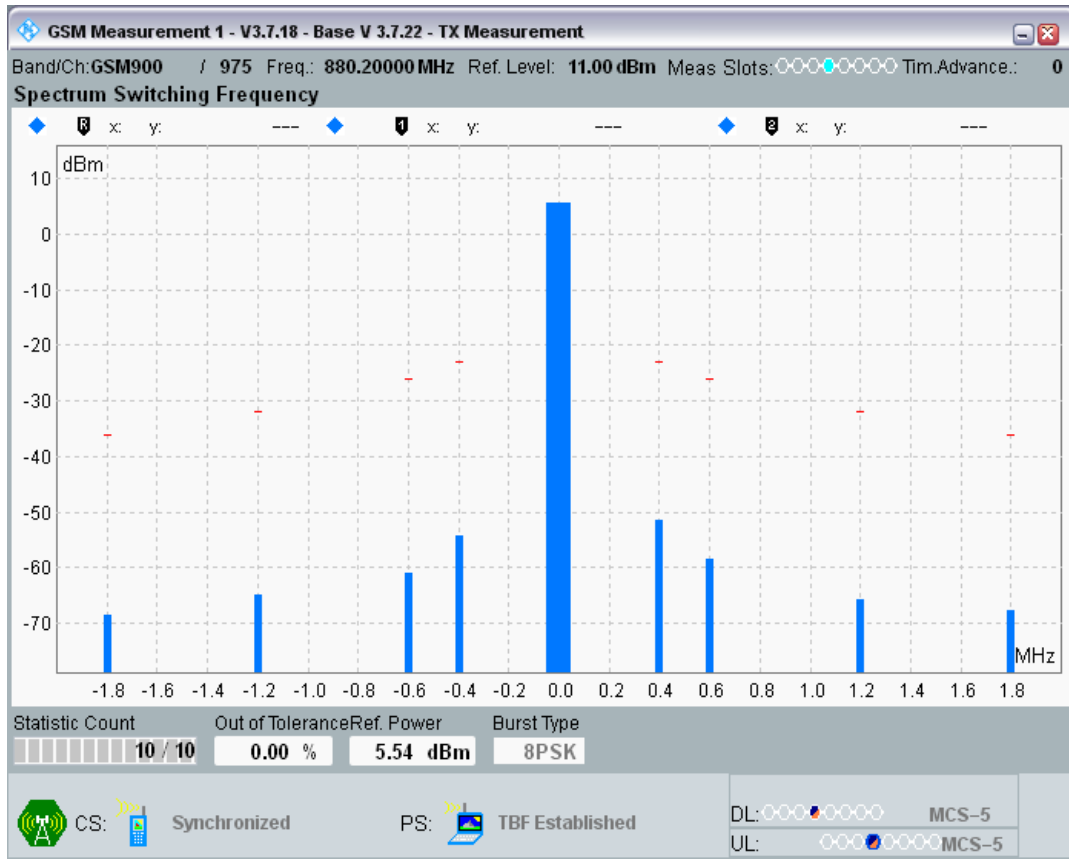 GSM Measurement 1 - V3.7.18 - Base V 3.7.22 - TX Measurement
Band/Ch:GSM900 / 975 Freq.: 880.20000 MHz Ref. Level: 11.00 dBm Meas Slots: Tim.Advance.: 0
Spectrum Switching Frequency
R x: y: --- 1 x: y: --- 2 x: y: ---
dBm
10
0
-10
-20
-30
-40
-50
-60
-70
MHz
-1.8 -1.6 -1.4 -1.2 -1.0 -0.8 -0.6 -0.4 -0.2 0.0 0.2 0.4 0.6 0.8 1.0 1.2 1.4 1.6 1.8
Statistic Count Out of Tolerance Ref. Power Burst Type
10 / 10 0.00 % 5.54 dBm 8PSK
CS: Synchronized PS: TBF Established
DL: MCS-5
UL: MCS-5